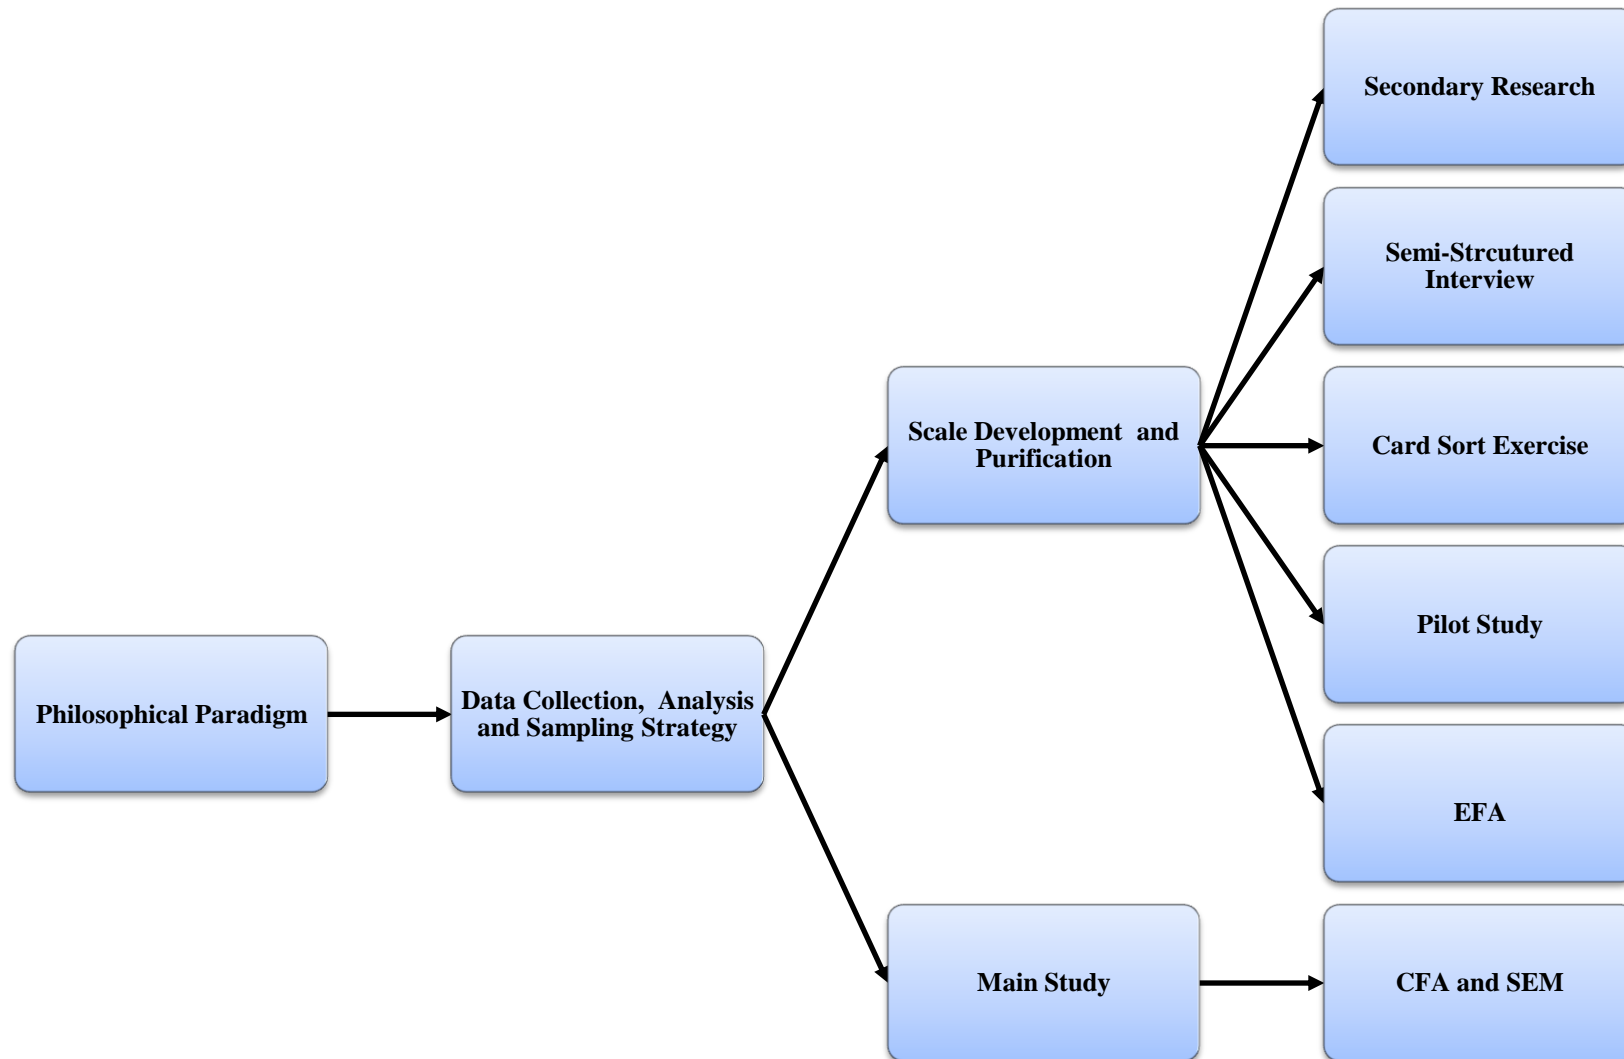 Philosophical Paradigm
Data Collection,  Analysis
and Sampling Strategy
Scale Development  and
Purification
Secondary Research
Semi-Strcutured
Interview
Card Sort Exercise
Pilot Study
EFA
Main Study
CFA and SEM